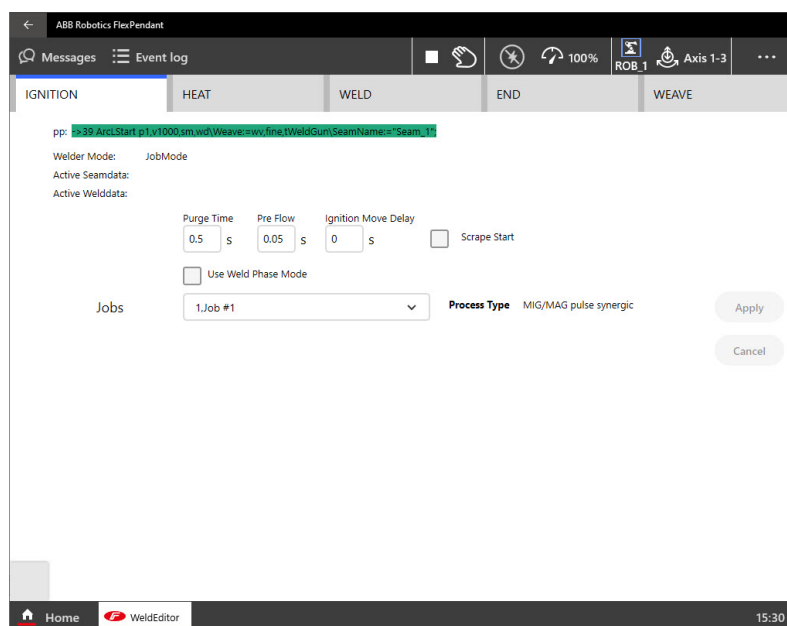 ABB Robotics FlexPendant
Messages Event log 100% ROB_1 Axis 1-3 ...
IGNITION HEAT WELD END WEAVE
pp: ->39 ArcLStart p1,v1000,sm,wd\Weave:=wv,fine,tWeldGun\SeamName:="Seam_1";
Welder Mode: JobMode
Active Seamdata:
Active Welddata:
Purge Time Pre Flow Ignition Move Delay
0.5 s 0.05 s 0 s Scrape Start
Use Weld Phase Mode
Jobs 1.Job #1 Process Type MIG/MAG pulse synergic Apply
Cancel
Home F WeldEditor 15:30